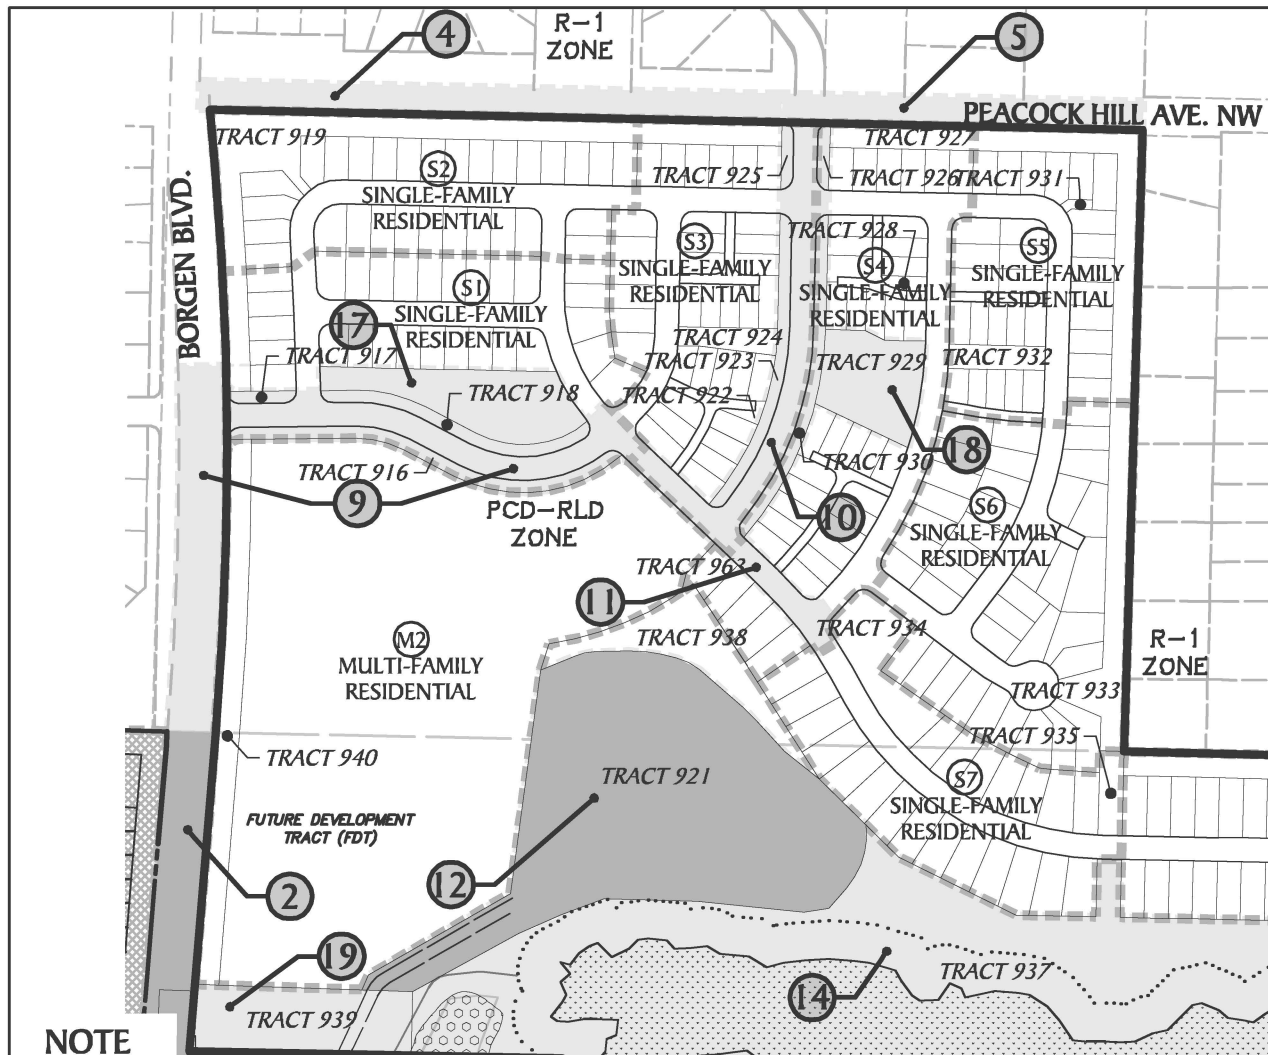 4
R-1
ZONE
5
PEACOCK HILL AVE. NW
TRACT 919
TRACT 927
S2
SINGLE-FAMILY
RESIDENTIAL
TRACT 925
TRACT 926
TRACT 931
BORGEN BLVD.
S3
SINGLE-FAMILY
RESIDENTIAL
TRACT 928
S4
SINGLE-FAMILY
RESIDENTIAL
S5
SINGLE-FAMILY
RESIDENTIAL
S1
SINGLE-FAMILY
RESIDENTIAL
17
TRACT 917
TRACT 924
TRACT 923
TRACT 922
TRACT 929
TRACT 932
TRACT 918
TRACT 916
9
TRACT 930
18
10
PCD-RLD
ZONE
S6
SINGLE-FAMILY
RESIDENTIAL
TRACT 963
11
TRACT 938
TRACT 934
M2
MULTI-FAMILY
RESIDENTIAL
R-1
ZONE
TRACT 933
TRACT 935
TRACT 940
TRACT 921
S7
SINGLE-FAMILY
RESIDENTIAL
FUTURE DEVELOPMENT
TRACT (FDT)
12
2
19
14
TRACT 937
TRACT 939
NOTE